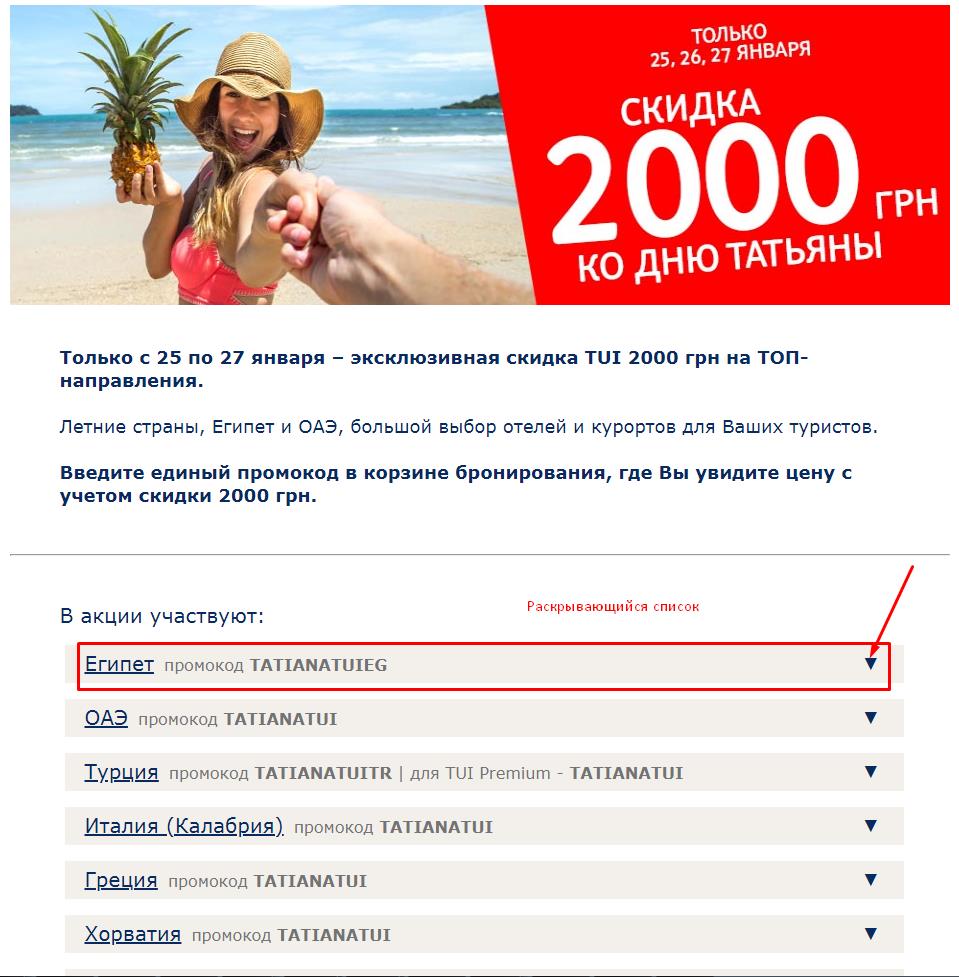 ТОЛЬКО
25, 26, 27 ЯНВАРЯ
СКИДКА
2000 ГРН
КО ДНЮ ТАТЬЯНЫ
Только с 25 по 27 января – эксклюзивная скидка TUI 2000 грн на ТОП-
направления.
Летние страны, Египет и ОАЭ, большой выбор отелей и курортов для Ваших туристов.
Введите единый промокод в корзине бронирования, где Вы увидите цену с
учетом скидки 2000 грн.
В акции участвуют:
Раскрывающийся список
Египет промокод TATIANATUIEG ▼
ОАЭ промокод TATIANATUI ▼
Турция промокод TATIANATUITR | для TUI Premium - TATIANATUI ▼
Италия (Калабрия) промокод TATIANATUI ▼
Греция промокод TATIANATUI ▼
Хорватия промокод TATIANATUI ▼